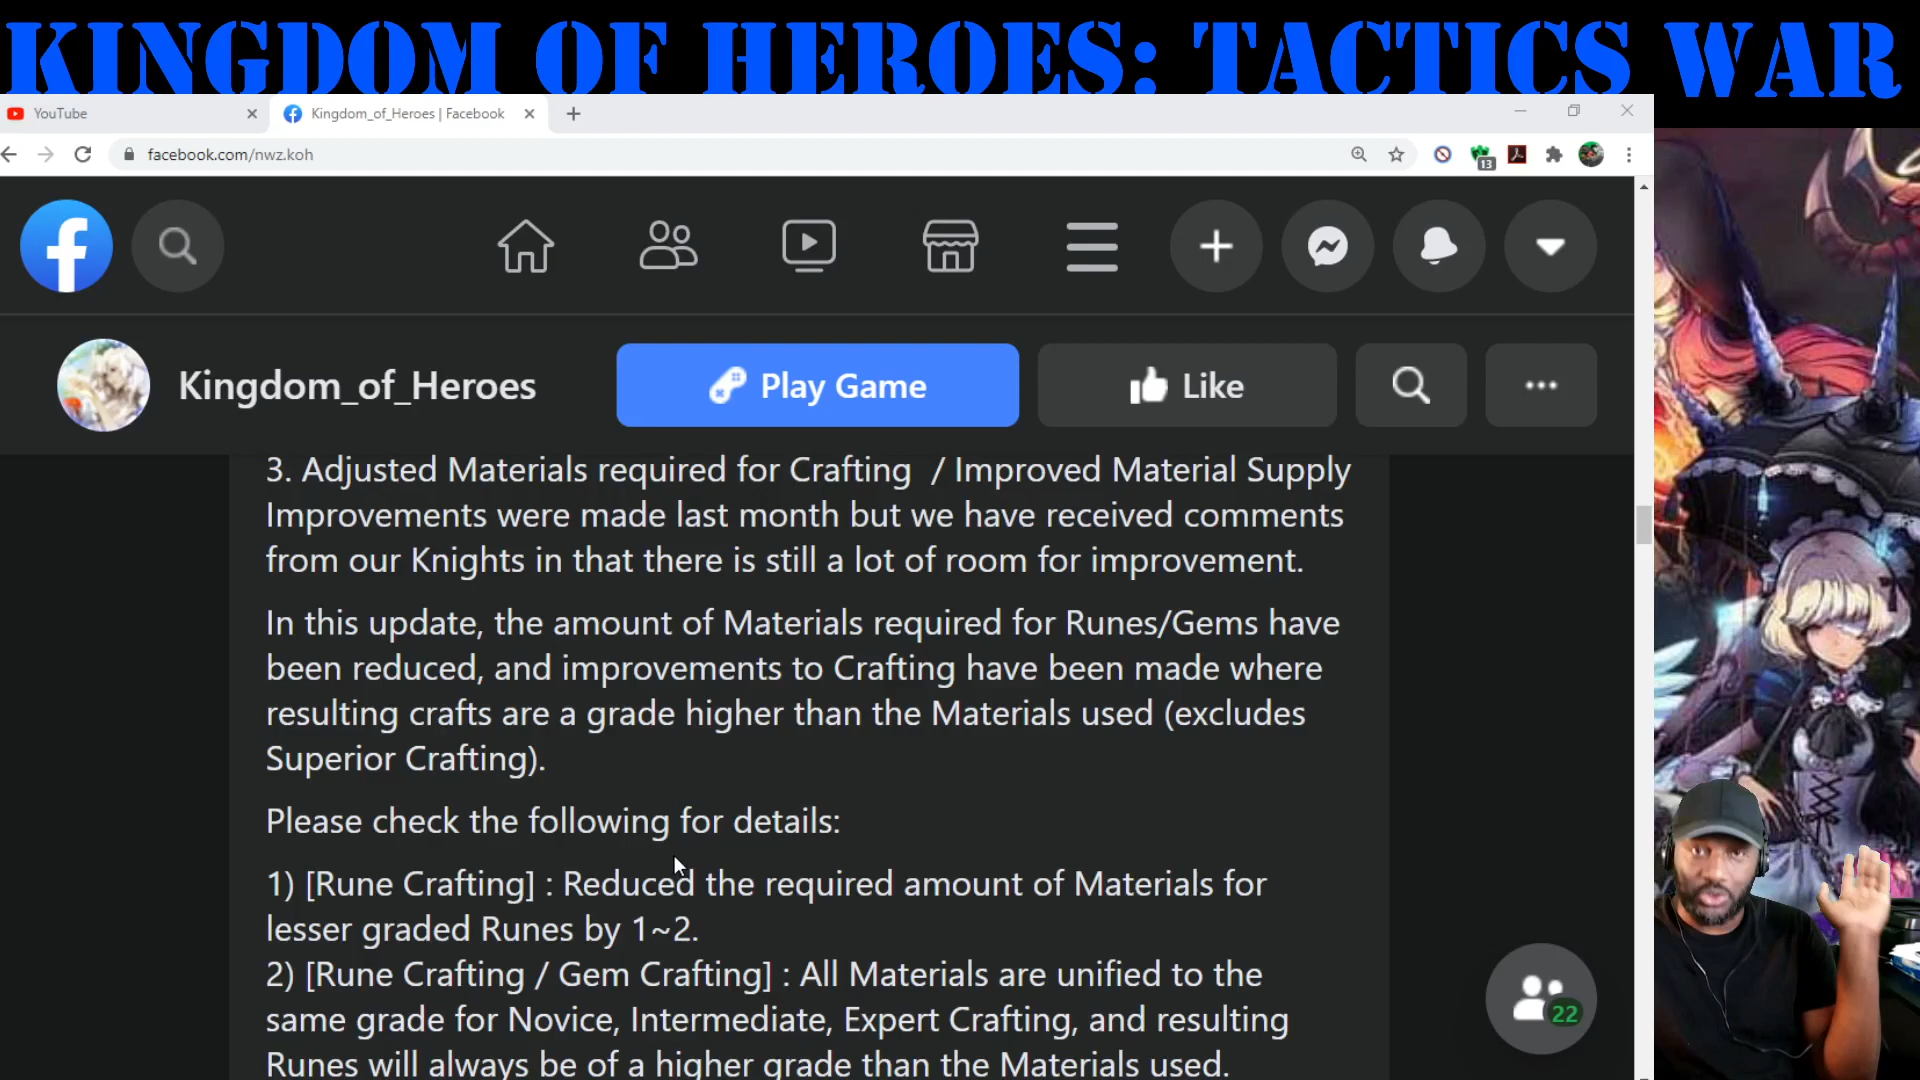 KINGDOM OF HEROES: TACTICS WAR
YouTube
Kingdom_of_Heroes | Facebook
facebook.com/nwz.koh
13
Kingdom_of_Heroes
Play Game
Like
3. Adjusted Materials required for Crafting / Improved Material Supply
Improvements were made last month but we have received comments
from our Knights in that there is still a lot of room for improvement.
In this update, the amount of Materials required for Runes/Gems have
been reduced, and improvements to Crafting have been made where
resulting crafts are a grade higher than the Materials used (excludes
Superior Crafting).
Please check the following for details:
1) [Rune Crafting] : Reduced the required amount of Materials for
lesser graded Runes by 1~2.
2) [Rune Crafting / Gem Crafting] : All Materials are unified to the
same grade for Novice, Intermediate, Expert Crafting, and resulting
Runes will always be of a higher grade than the Materials used.
22